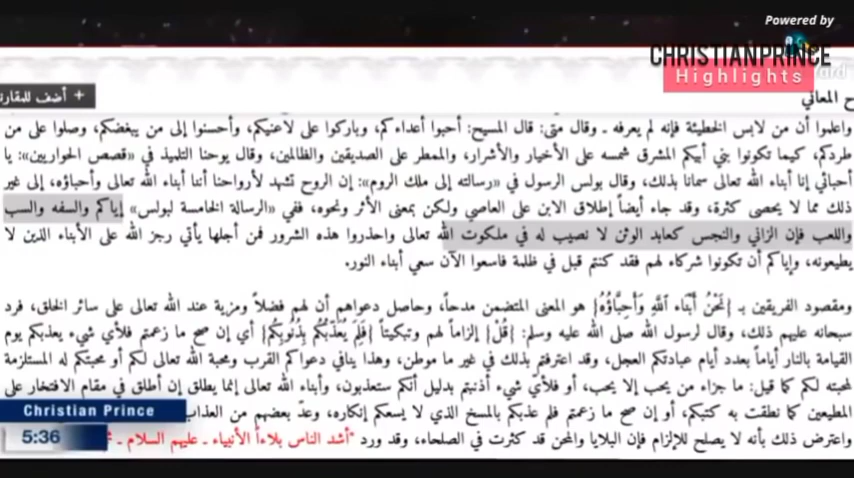 Powered by
CHRISTIANPRINCE
Highlights
+ أضف للمقارنة
ح المعاني
واعلموا أن من لابس الخطيئة فإنه لم يعرفه ـ وقال متى: قال المسيح: أحبوا أعداءكم، وباركوا على لاعنيكم، وأحسنوا إلى من يبغضكم، وصلوا على من
طردكم، كيما تكونوا بني أبيكم المشرق شمسه على الأخيار والأشرار، والممطر على الصديقين والظالمين، وقال يوحنا التلميذ في «قصص الحواريين»: يا
أحبائي إنا أبناء الله تعالى سمانا بذلك، وقال بولس الرسول في «رسالته إلى ملك الروم»: إن الروح تشهد لأرواحنا أننا أبناء الله تعالى وأحباؤه، إلى غير
ذلك مما لا يحصى كثرة، وقد جاء أيضاً إطلاق الابن على العاصي ولكن بمعنى الأثر ونحوه، ففي «الرسالة الخامسة لبولس» إياكم والسفه والسب
واللعب فإن الزاني والنجس كعابد الوثن لا نصيب له في ملكوت الله تعالى واحذروا هذه الشرور فمن أجلها يأتي رجز الله على الأبناء الذين لا
يطيعونه، وإياكم أن تكونوا شركاء لهم فقد كنتم قبل في ظلمة فاسعوا الآن سعي أبناء النور.
ومقصود الفريقين بـ {نَحْنُ أَبْنَاء ٱللَّهِ وَأَحِبَّاؤُهُ} هو المعنى المتضمن مدحاً، وحاصل دعواهم أن لهم فضلاً ومزية عند الله تعالى على سائر الخلق، فرد
سبحانه عليهم ذلك، وقال لرسول الله صلى الله عليه وسلم: {قُلْ} إلزاماً لهم وتبكيتاً {فَلِمَ يُعَذِّبُكُم بِذُنُوبِكُم} أي إن صح ما زعمتم فلأي شيء يعذبكم يوم
القيامة بالنار أياماً بعدد أيام عبادتكم العجل، وقد اعترفتم بذلك في غير ما موطن، وهذا ينافي دعواكم القرب ومحبة الله تعالى لكم أو محبتكم له المستلزمة
لمحبته لكم كما قيل: ما جزاء من يحب إلا يحب، أو فلأيّ شيء أذنبتم بدليل أنكم ستعذبون، وأبناء الله تعالى إنما يطلق إن أطلق في مقام الافتخار على
المطيعين كما نطقت به كتبكم، أو إن صح ما زعمتم فلم عذبكم بالمسخ الذي لا يسعكم إنكاره، وعدّ بعضهم من العذاب
واعترض ذلك بأنه لا يصلح للإلزام فإن البلايا والمحن قد كثرت في الصلحاء، وقد ورد "أشد الناس بلاءاً الأنبياء ـ عليهم السلام ـ
Christian Prince
5:36